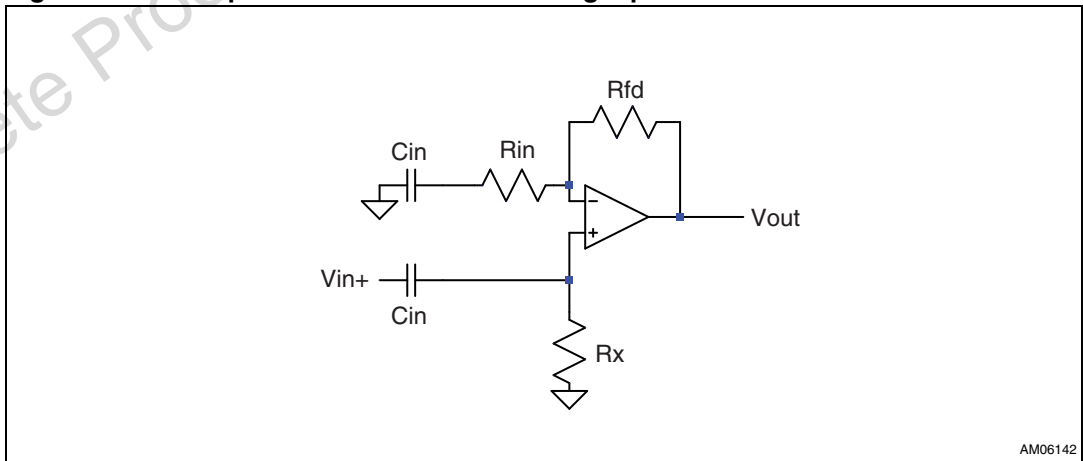 Rfd
Cin
Rin
Vout
Vin+
Cin
Rx
AM06142